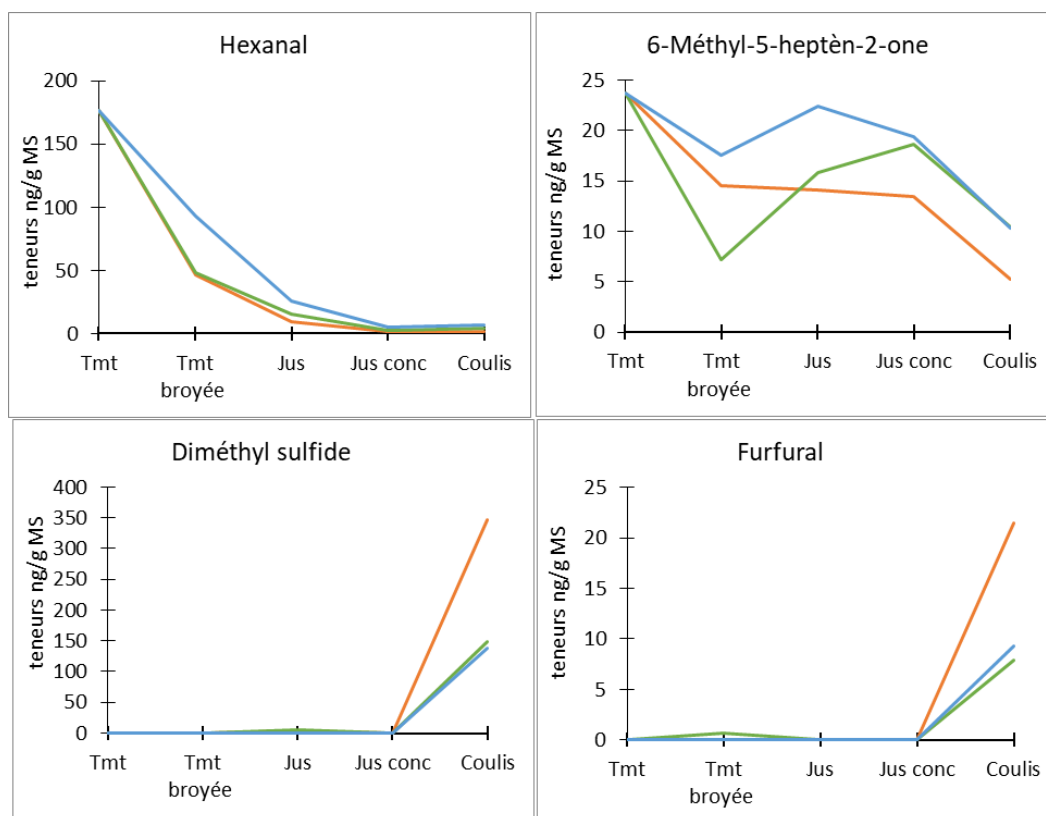 Hexanal
teneurs ng/g MS
200
150
100
50
0
Tmt
Tmt broyée
Jus
Jus conc
Coulis
6-Méthyl-5-heptèn-2-one
teneurs ng/g MS
25
20
15
10
5
0
Tmt
Tmt broyée
Jus
Jus conc
Coulis
Diméthyl sulfide
teneurs ng/g MS
400
350
300
250
200
150
100
50
0
Tmt
Tmt broyée
Jus
Jus conc
Coulis
Furfural
teneurs ng/g MS
25
20
15
10
5
0
Tmt
Tmt broyée
Jus
Jus conc
Coulis